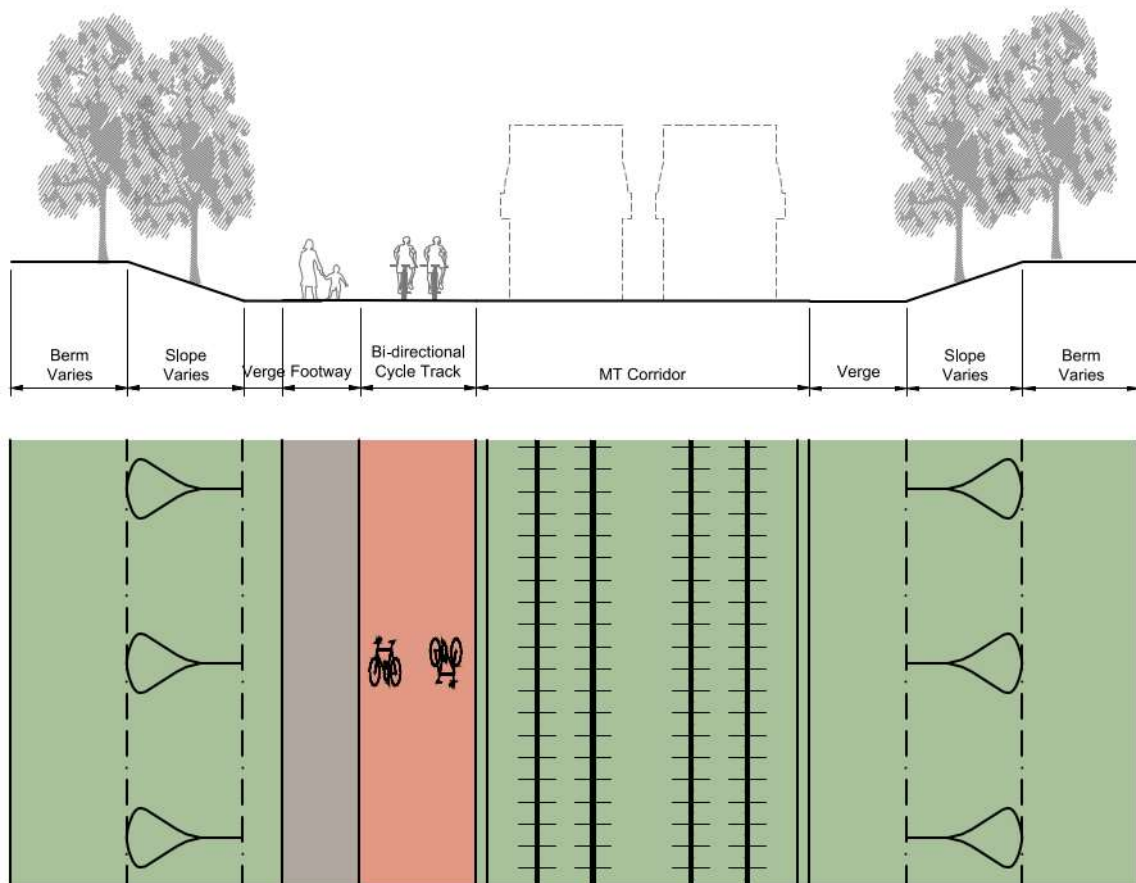 Berm
Varies
Slope
Varies
Verge
Footway
Bi-directional
Cycle Track
MT Corridor
Verge
Slope
Varies
Berm
Varies